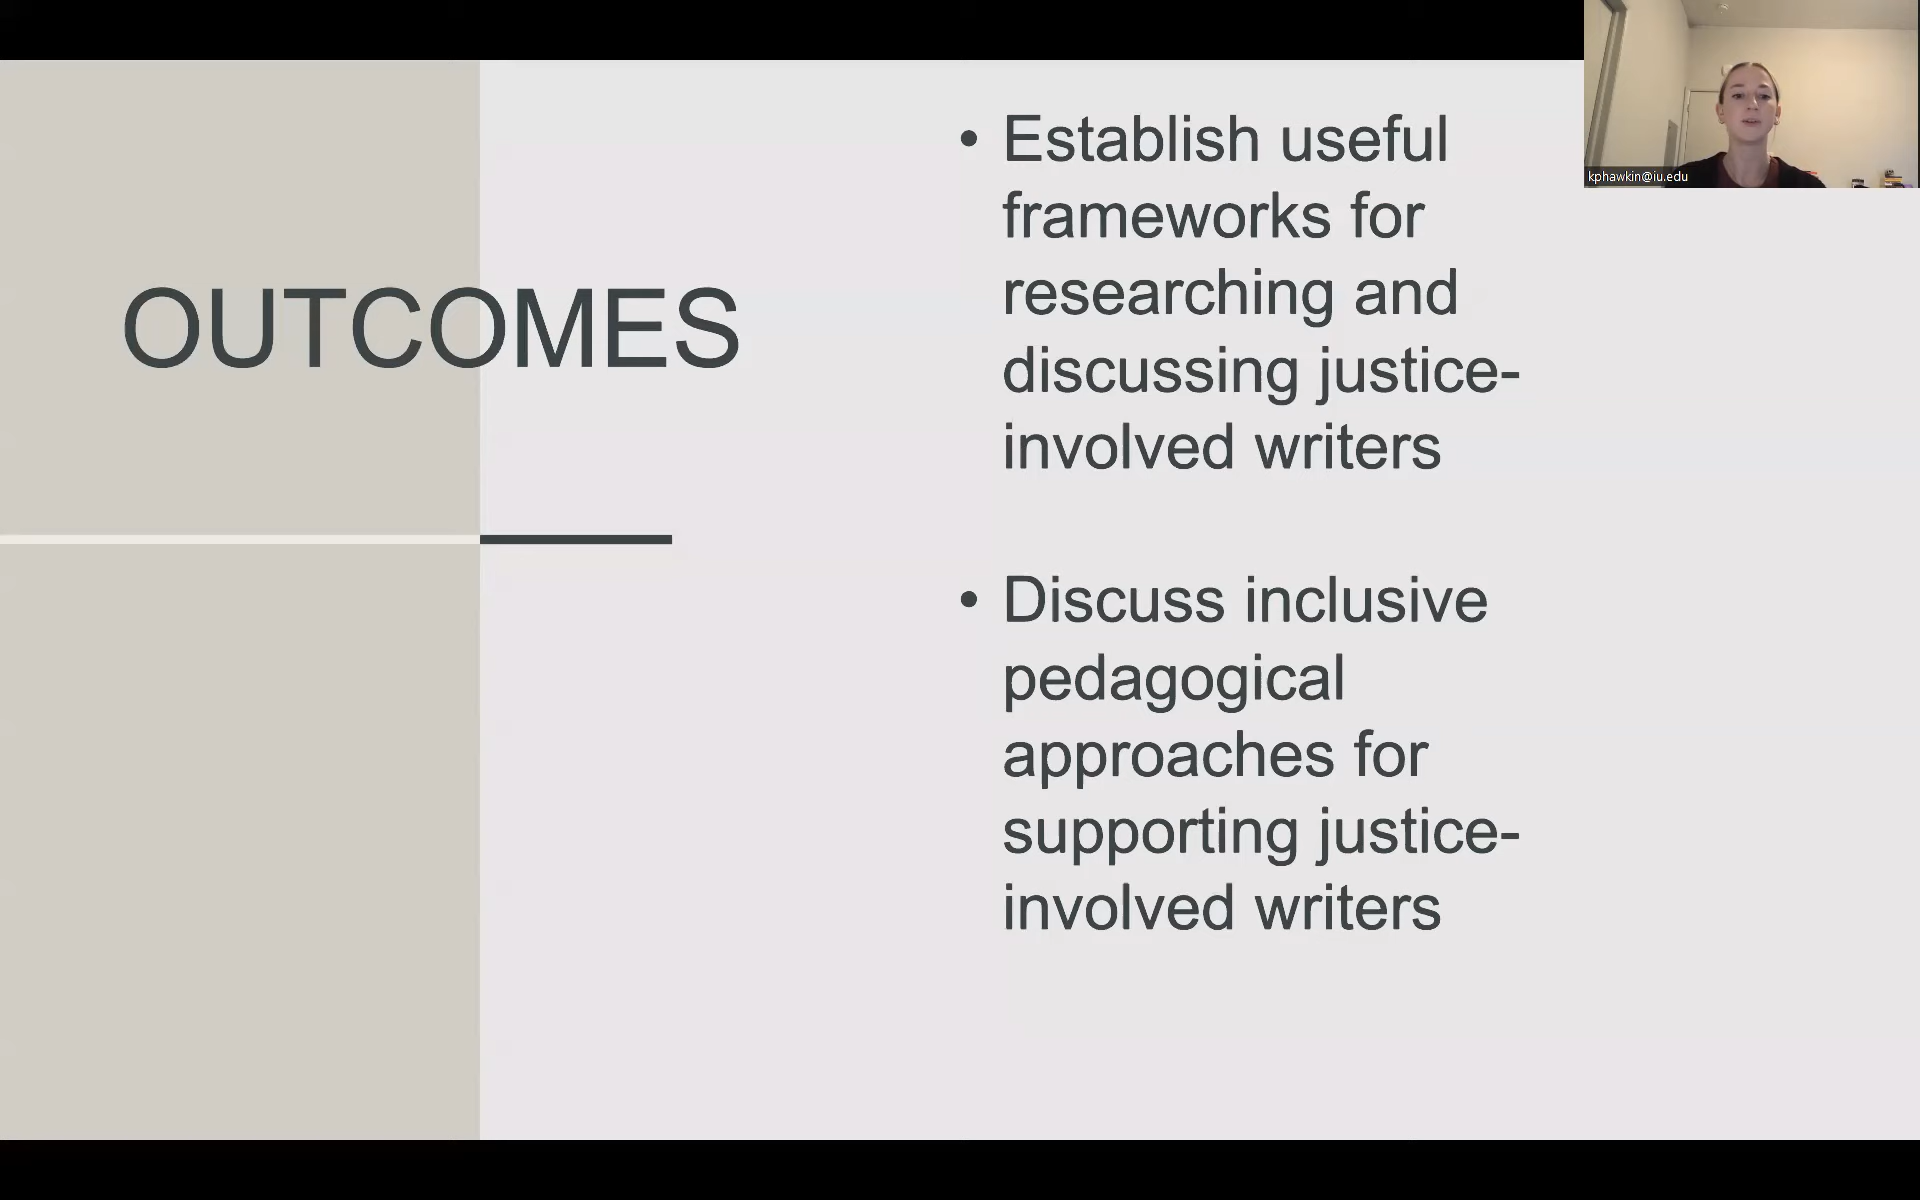 OUTCOMES
• Establish useful
frameworks for
researching and
discussing justice-
involved writers
• Discuss inclusive
pedagogical
approaches for
supporting justice-
involved writers
kphawkin@iu.edu